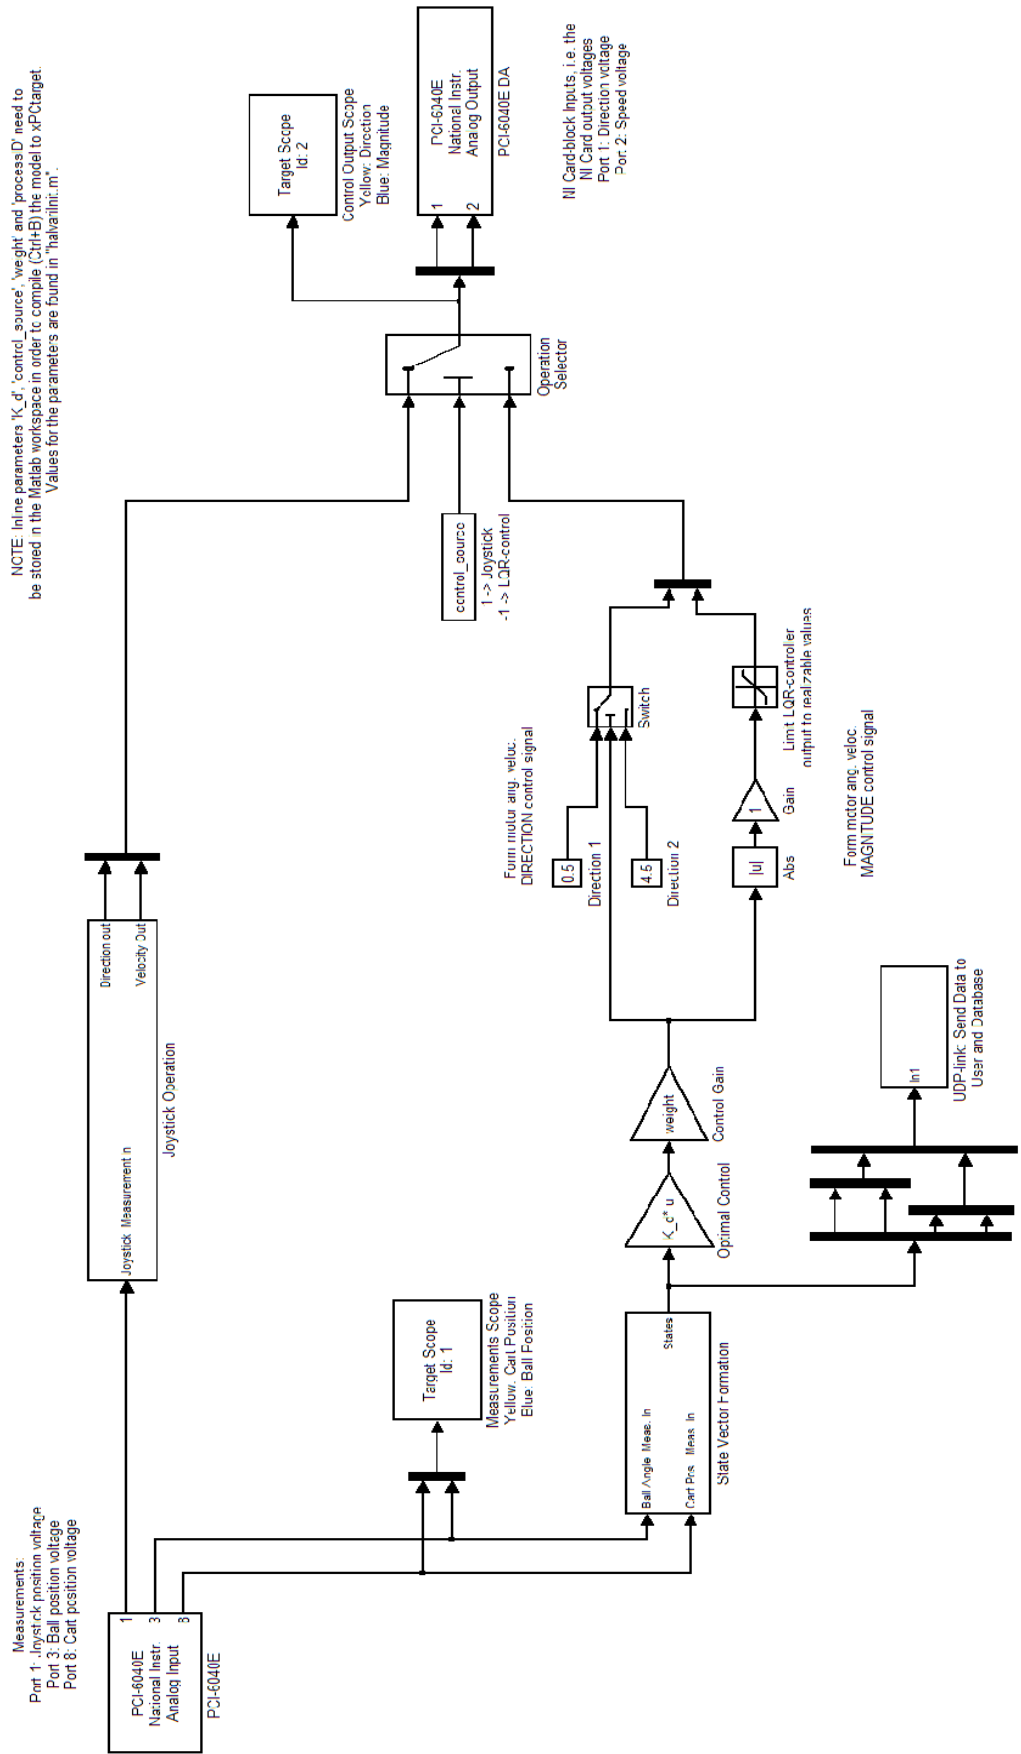 NOTE: Inline parameters 'K_d', 'control_source', 'weight' and 'processID' need to
be stored in the Matlab workspace in order to compile (Ctrl+B) the model to xPCtarget.
Values for the parameters are found in "halvariInit.m".
Measurements:
Port 1: Joystick position voltage
Port 3: Ball position voltage
Port 8: Cart position voltage
PCI-6040E
National Instr.
Analog Input
1
3
8
PCI-6040E
Joystick Measurement In
Direction out
Velocity Out
Joystick Operation
Target Scope
Id: 1
Measurements Scope
Yellow: Cart Position
Blue: Ball Position
Ball Angle Meas. In
Cart Pos. Meas. In
States
State Vector Formation
K_c* u
Optimal Control
weight
Control Gain
In1
UDP-link: Send Data to
User and Database
Form motor ang. veloc.
DIRECTION control signal
0.5
Direction 1
4.5
Direction 2
Switch
|u|
Abs
1
Gain
Limit LQR-controller
output to realizable values
Form motor ang. veloc.
MAGNITUDE control signal
control_source
1 -> Joystick
-1 -> LQR-control
Operation
Selector
Target Scope
Id: 2
Control Output Scope
Yellow: Direction
Blue: Magnitude
1
2
PCI-6040E
National Instr.
Analog Output
PCI-6040E DA
NI Card-block Inputs, i.e. the
NI Card output voltages
Port 1: Direction voltage
Port 2: Speed voltage